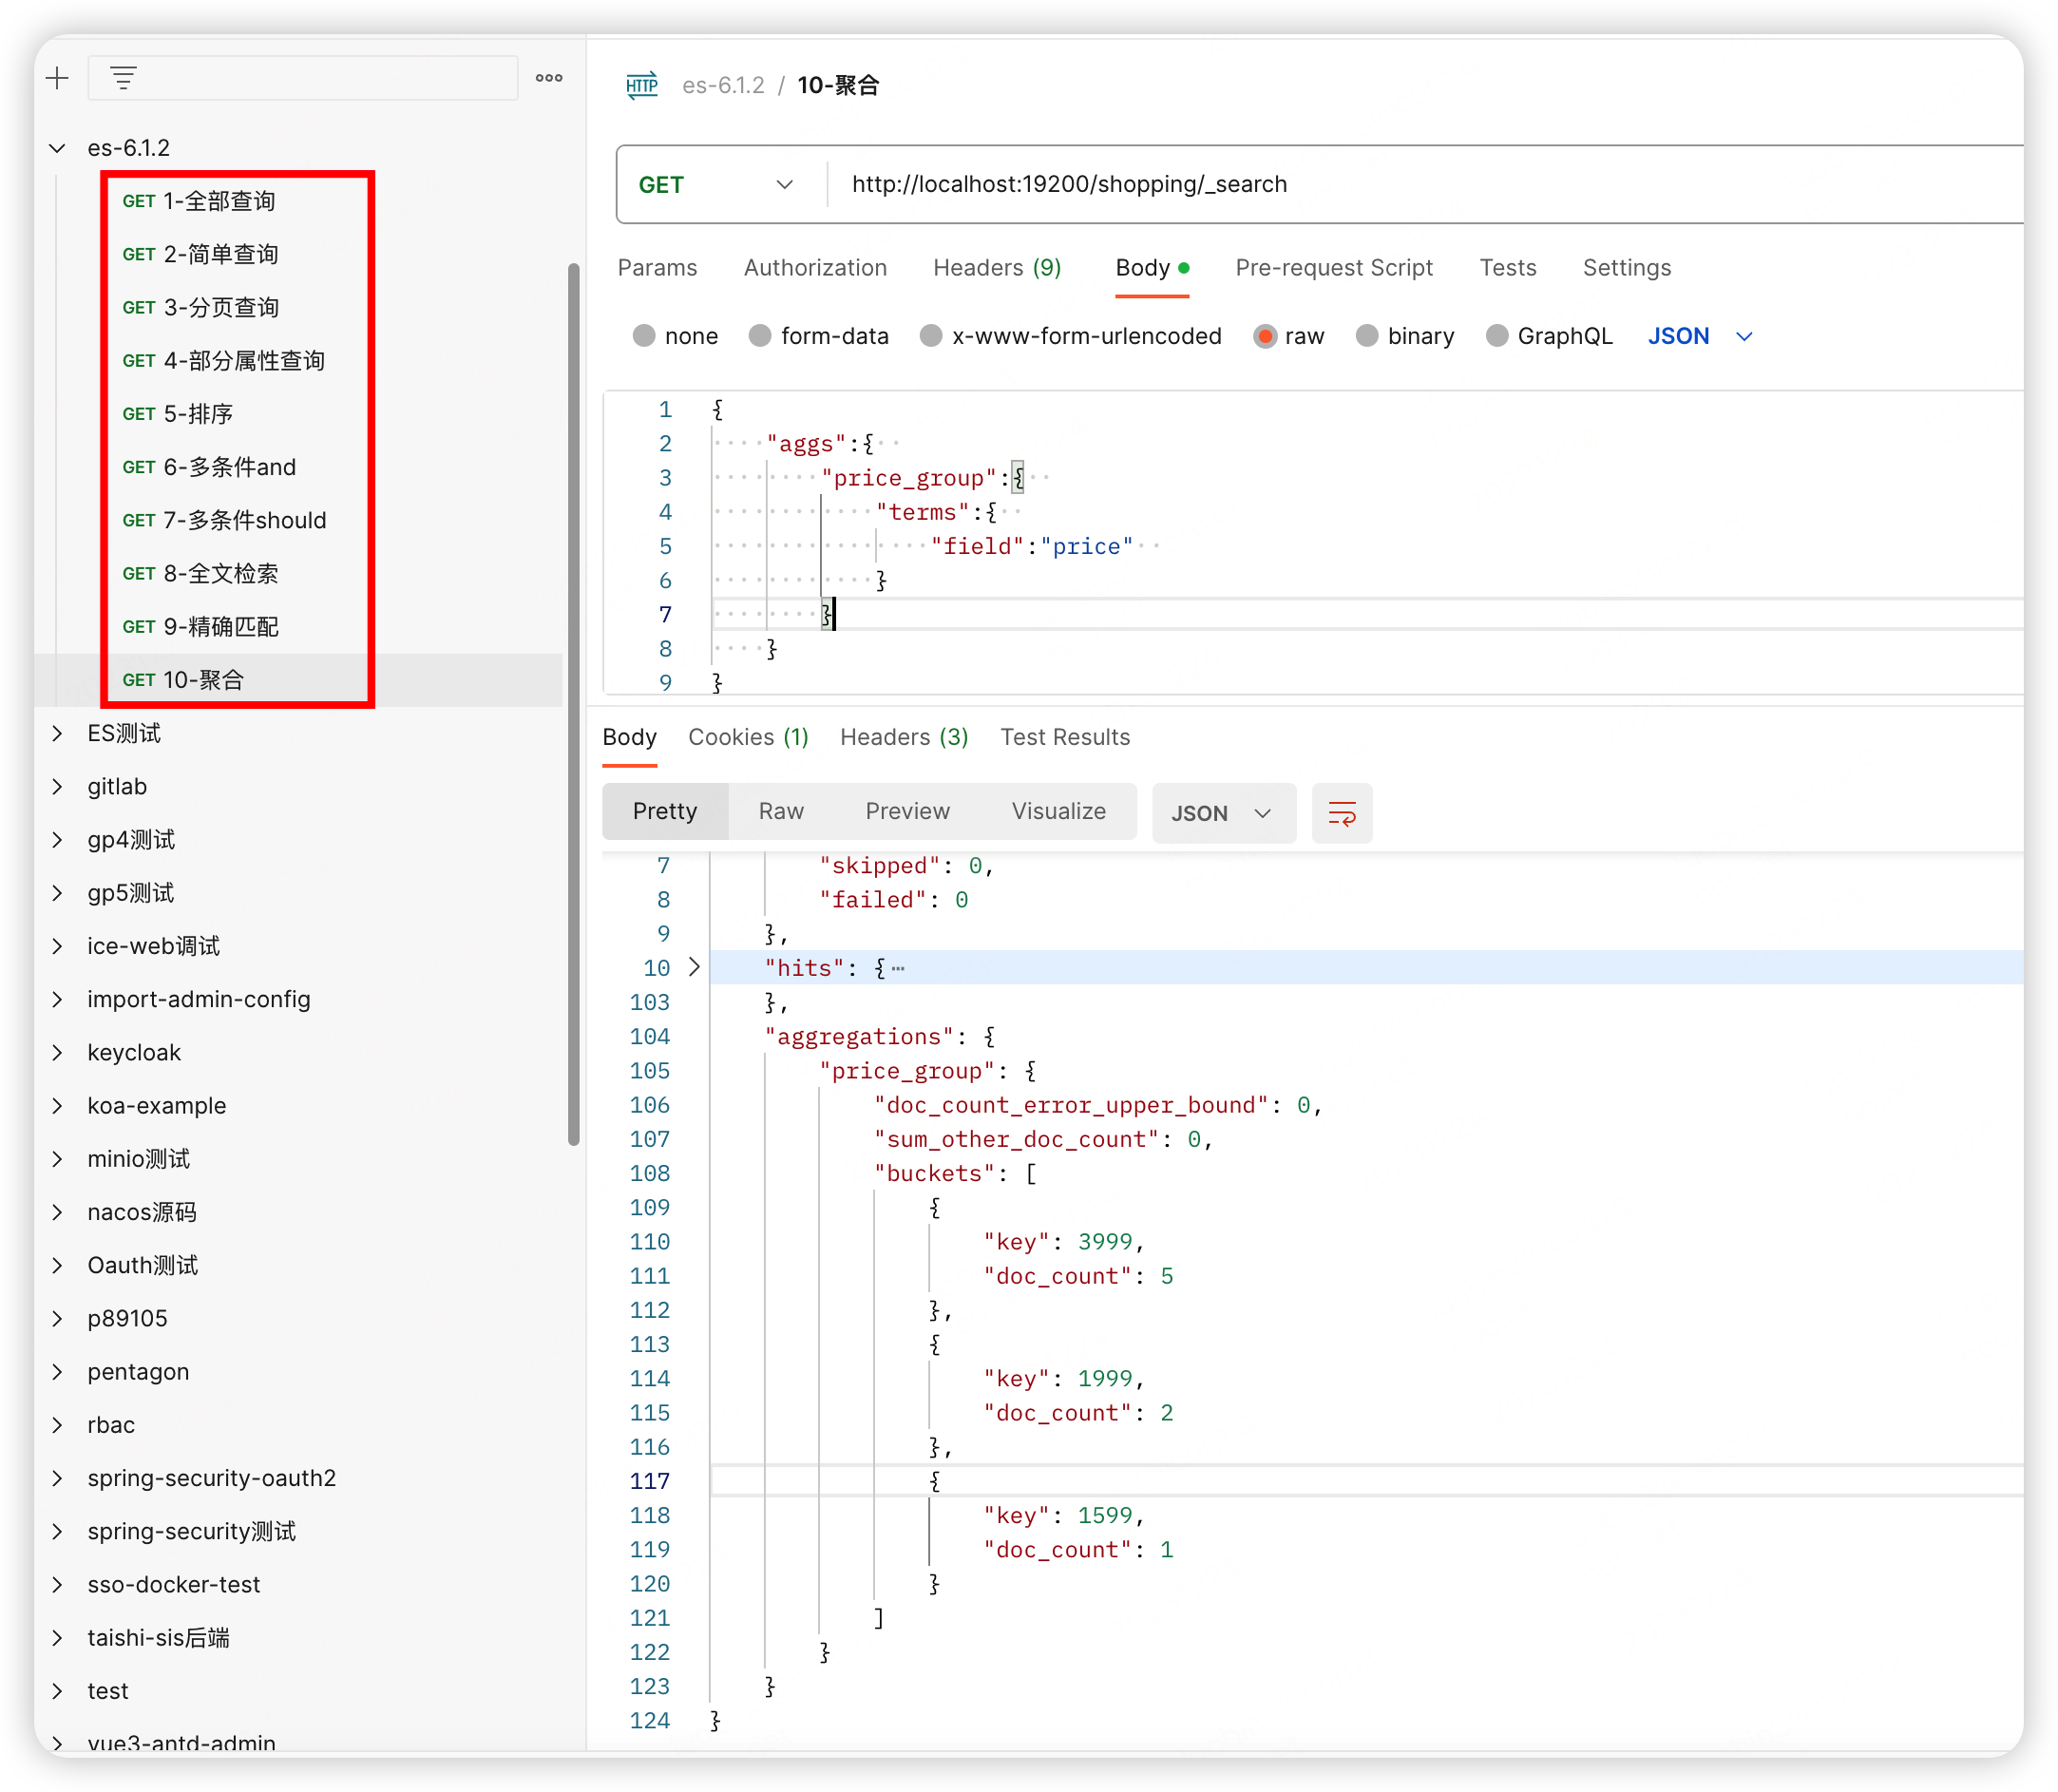 es-6.1.2
GET 1-全部查询
GET 2-简单查询
GET 3-分页查询
GET 4-部分属性查询
GET 5-排序
GET 6-多条件and
GET 7-多条件should
GET 8-全文检索
GET 9-精确匹配
GET 10-聚合
ES测试
gitlab
gp4测试
gp5测试
ice-web调试
import-admin-config
keycloak
koa-example
minio测试
nacos源码
Oauth测试
p89105
pentagon
rbac
spring-security-oauth2
spring-security测试
sso-docker-test
taishi-sis后端
test
vue3-antd-admin
HTTP es-6.1.2 / 10-聚合
GET http://localhost:19200/shopping/_search
Params Authorization Headers (9) Body Pre-request Script Tests Settings
none form-data x-www-form-urlencoded raw binary GraphQL JSON
1 {
2 "aggs":{
3 "price_group":{
4 "terms":{
5 "field":"price"
6 }
7 }
8 }
9 }
Body Cookies (1) Headers (3) Test Results
Pretty Raw Preview Visualize JSON
7 "skipped": 0,
8 "failed": 0
9 },
10 "hits": {…
103 },
104 "aggregations": {
105 "price_group": {
106 "doc_count_error_upper_bound": 0,
107 "sum_other_doc_count": 0,
108 "buckets": [
109 {
110 "key": 3999,
111 "doc_count": 5
112 },
113 {
114 "key": 1999,
115 "doc_count": 2
116 },
117 {
118 "key": 1599,
119 "doc_count": 1
120 }
121 ]
122 }
123 }
124 }